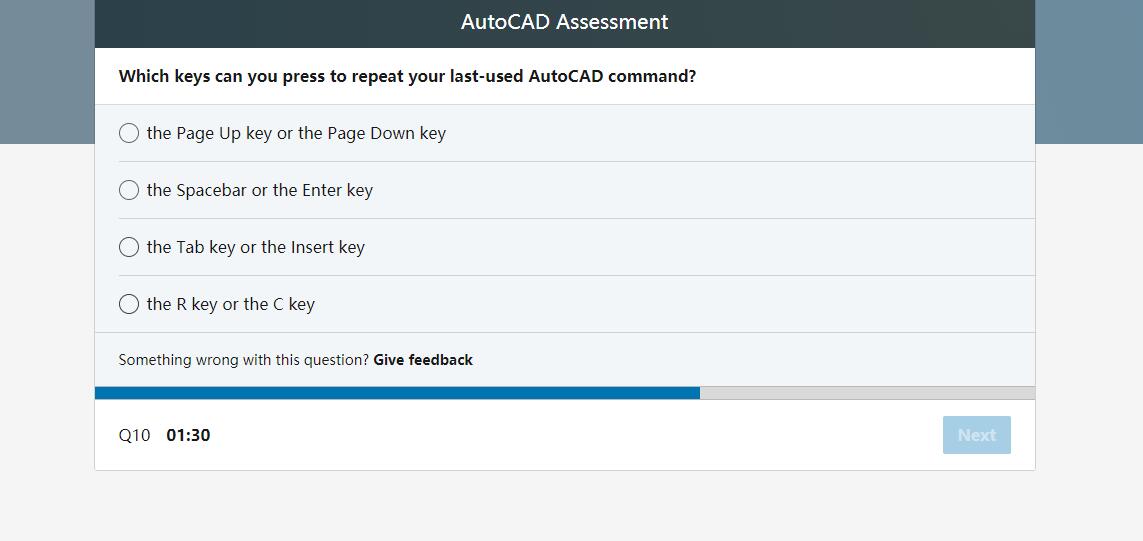 AutoCAD Assessment
Which keys can you press to repeat your last-used AutoCAD command?
the Page Up key or the Page Down key
the Spacebar or the Enter key
the Tab key or the Insert key
the R key or the C key
Something wrong with this question? Give feedback
Q10 01:30 Next